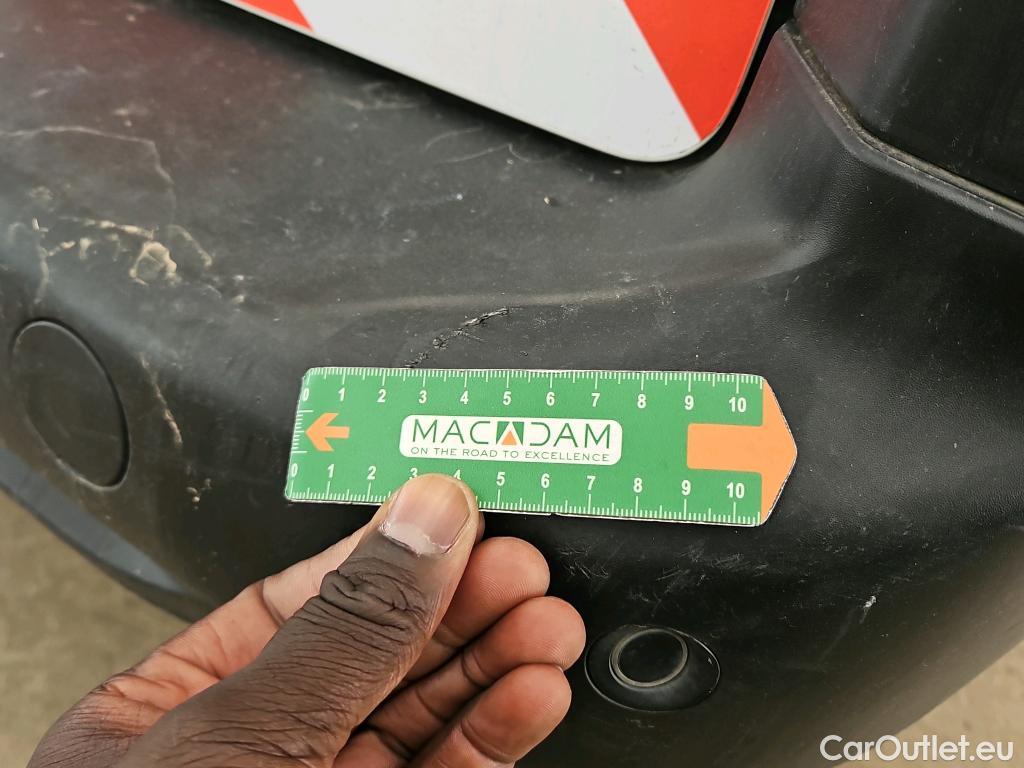 0 1 2 3 4 5 6 7 8 9 10
MACADAM
ON THE ROAD TO EXCELLENCE
0 1 2 3 4 5 6 7 8 9 10
CarOutlet.eu